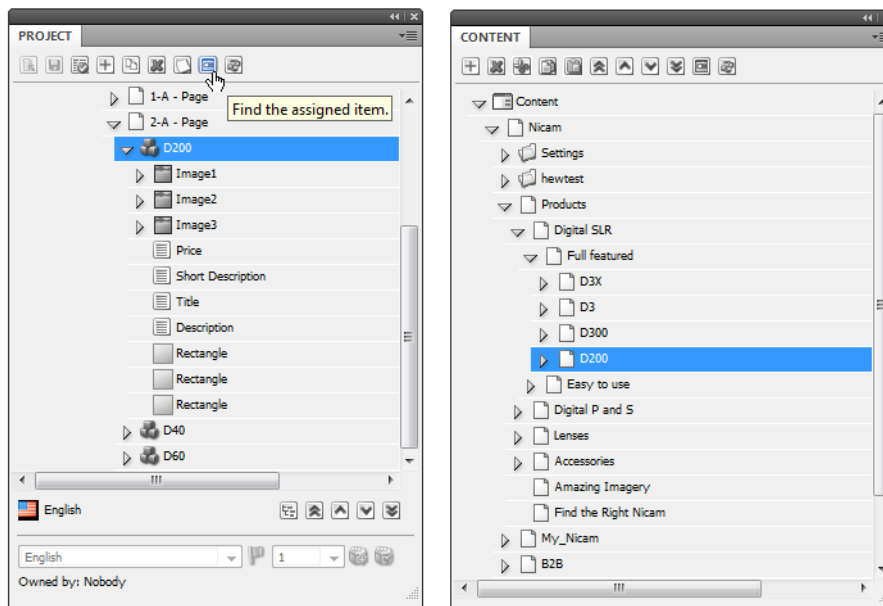 PROJECT
Find the assigned item.
1-A - Page
2-A - Page
D200
Image1
Image2
Image3
Price
Short Description
Title
Description
Rectangle
Rectangle
Rectangle
D40
D60
English
English
1
Owned by: Nobody
CONTENT
Content
Nicam
Settings
hewtest
Products
Digital SLR
Full featured
D3X
D3
D300
D200
Easy to use
Digital P and S
Lenses
Accessories
Amazing Imagery
Find the Right Nicam
My_Nicam
B2B